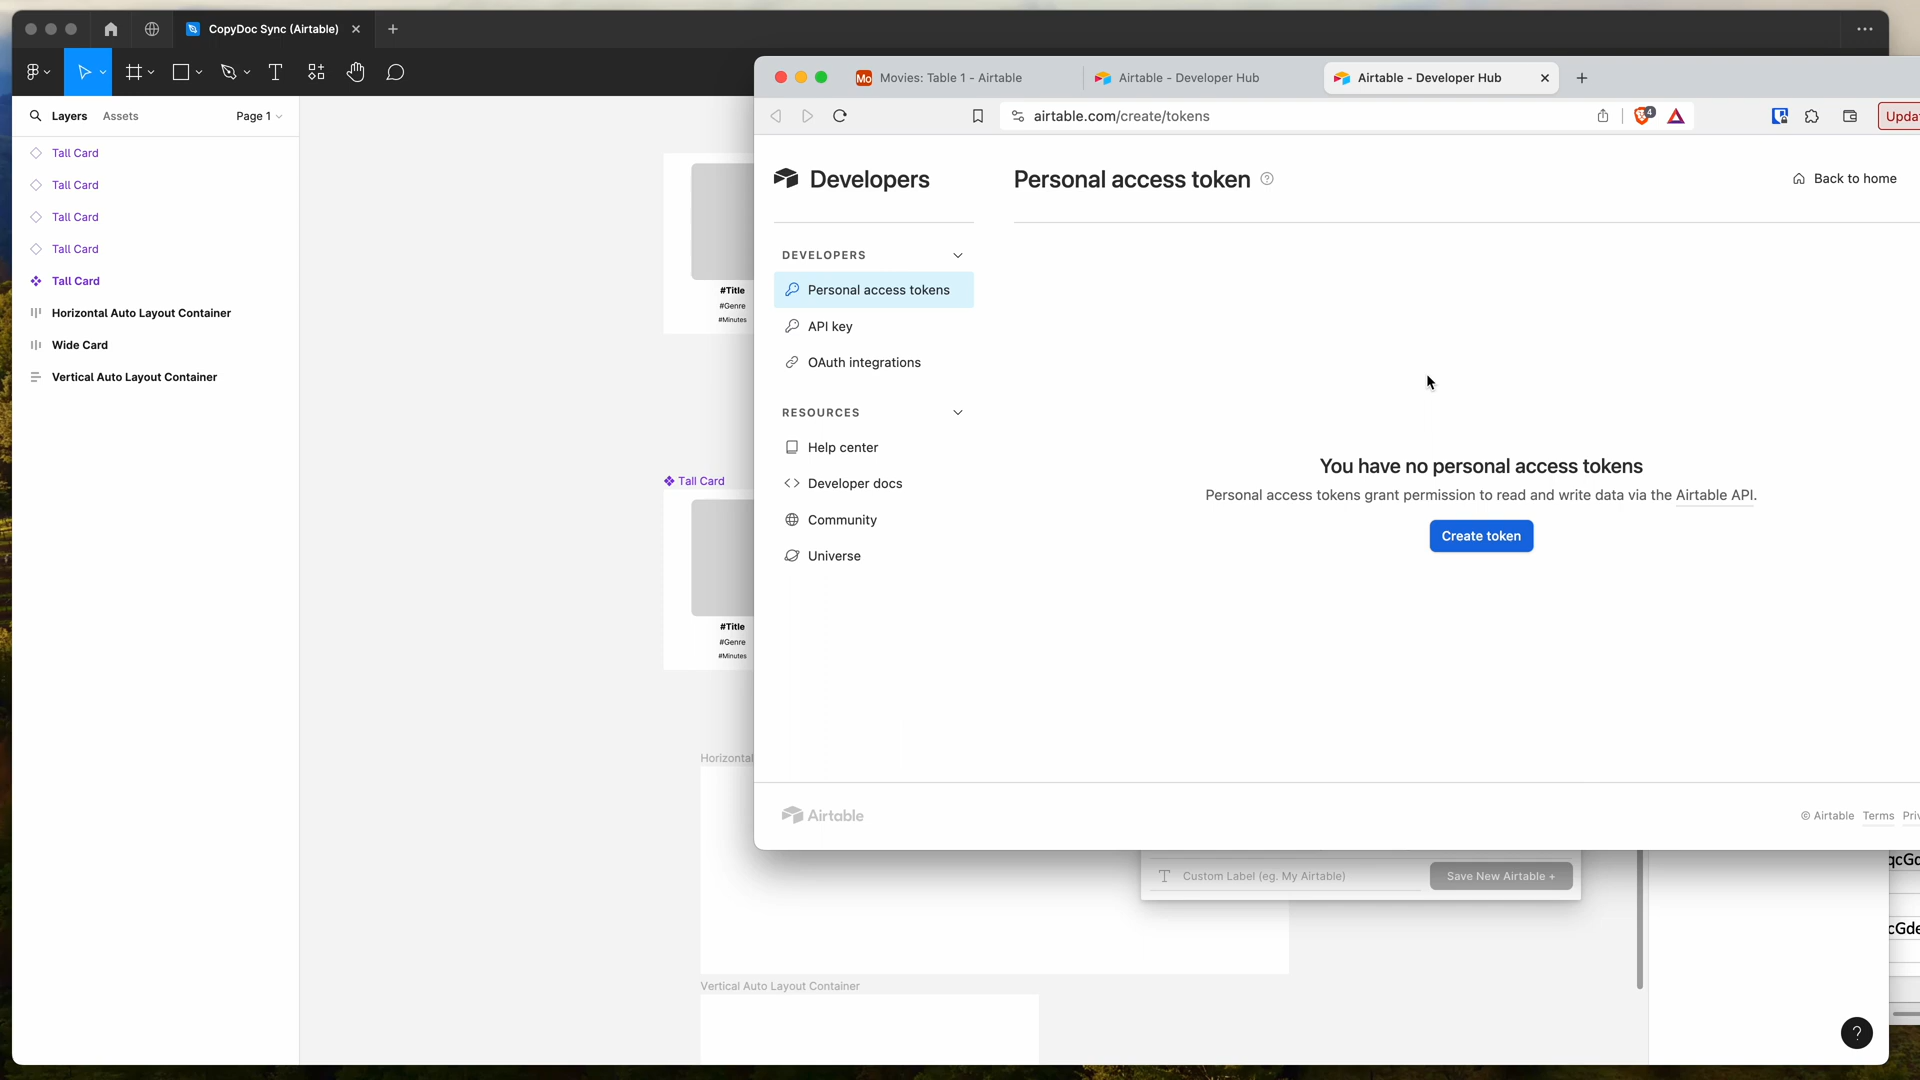 CopyDoc Sync (Airtable)
Layers
Assets
Page 1
Tall Card
Tall Card
Tall Card
Tall Card
Tall Card
Horizontal Auto Layout Container
Wide Card
Vertical Auto Layout Container
#Title
#Genre
#Minutes
Tall Card
#Title
#Genre
#Minutes
Horizontal
Vertical Auto Layout Container
Mo
Movies: Table 1 - Airtable
Airtable - Developer Hub
Airtable - Developer Hub
airtable.com/create/tokens
4
Updat
Developers
Personal access token
Back to home
DEVELOPERS
Personal access tokens
API key
OAuth integrations
RESOURCES
Help center
Developer docs
Community
Universe
You have no personal access tokens
Personal access tokens grant permission to read and write data via the Airtable API.
Create token
Airtable
© Airtable Terms Priv
Custom Label (eg. My Airtable)
Save New Airtable +
cGde
?